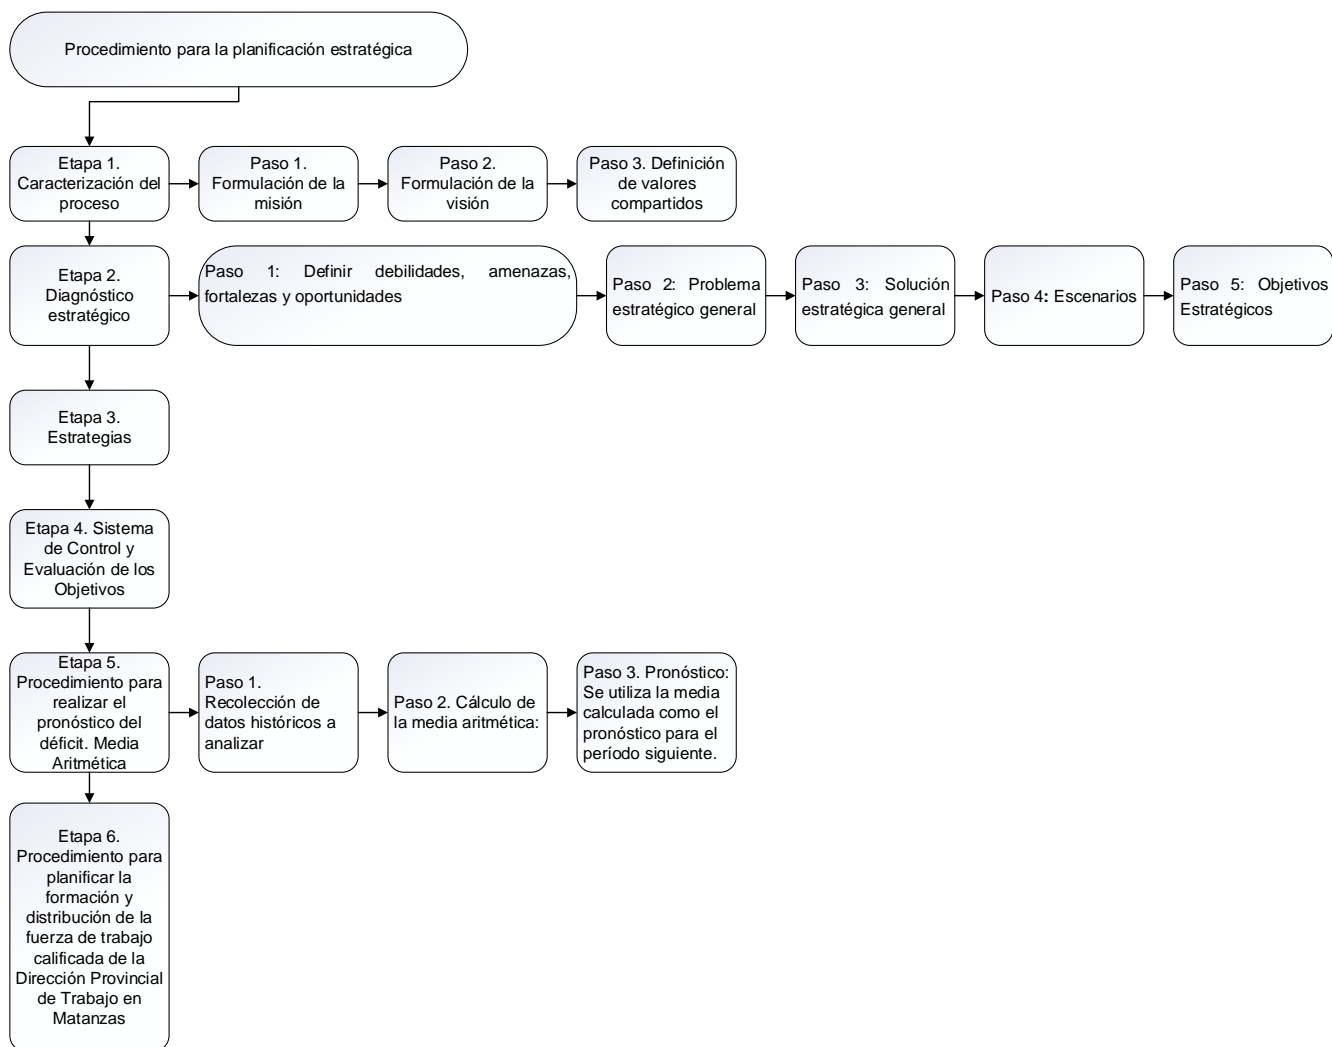 Procedimiento para la planificación estratégica
Etapa 1.
Caracterización del
proceso
Paso 1.
Formulación de la
misión
Paso 2.
Formulación de la
visión
Paso 3. Definición
de valores
compartidos
Etapa 2.
Diagnóstico
estratégico
Paso 1: Definir debilidades, amenazas,
fortalezas y oportunidades
Paso 2: Problema
estratégico general
Paso 3: Solución
estratégica general
Paso 4: Escenarios
Paso 5: Objetivos
Estratégicos
Etapa 3.
Estrategias
Etapa 4. Sistema
de Control y
Evaluación de los
Objetivos
Etapa 5.
Procedimiento para
realizar el
pronóstico del
déficit. Media
Aritmética
Paso 1.
Recolección de
datos históricos a
analizar
Paso 2. Cálculo de
la media aritmética:
Paso 3. Pronóstico:
Se utiliza la media
calculada como el
pronóstico para el
período siguiente.
Etapa 6.
Procedimiento para
planificar la
formación y
distribución de la
fuerza de trabajo
calificada de la
Dirección Provincial
de Trabajo en
Matanzas